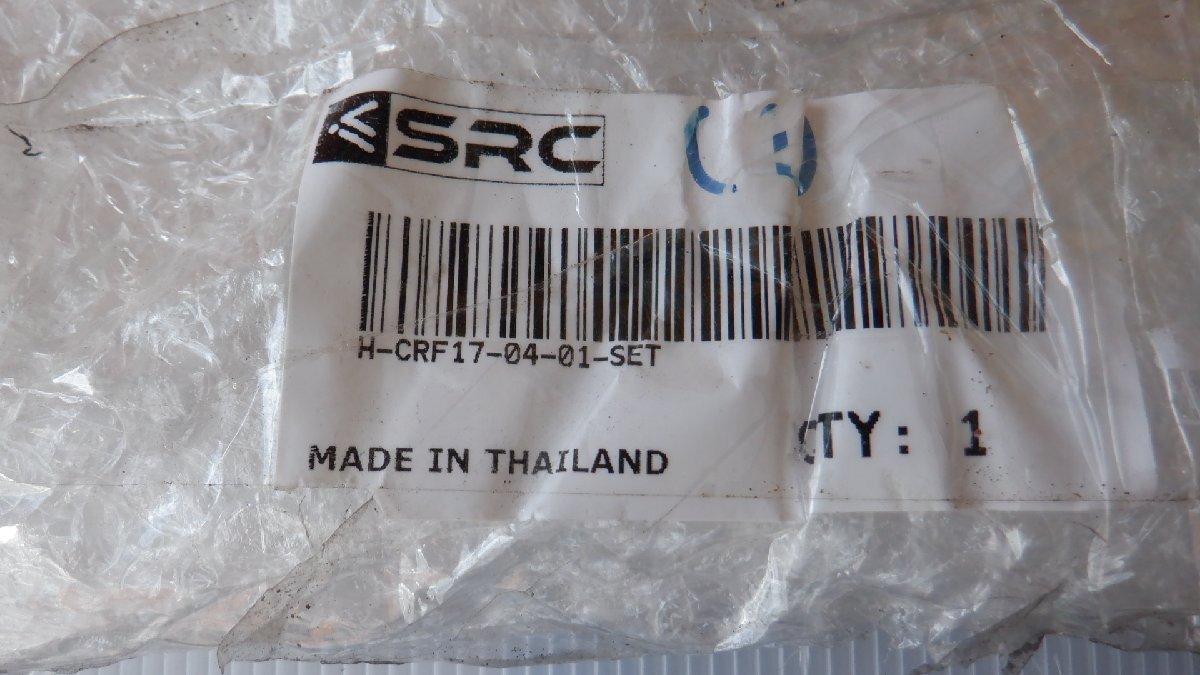 SRC
H-CRF17-04-01-SET
MADE IN THAILAND
QTY: 1